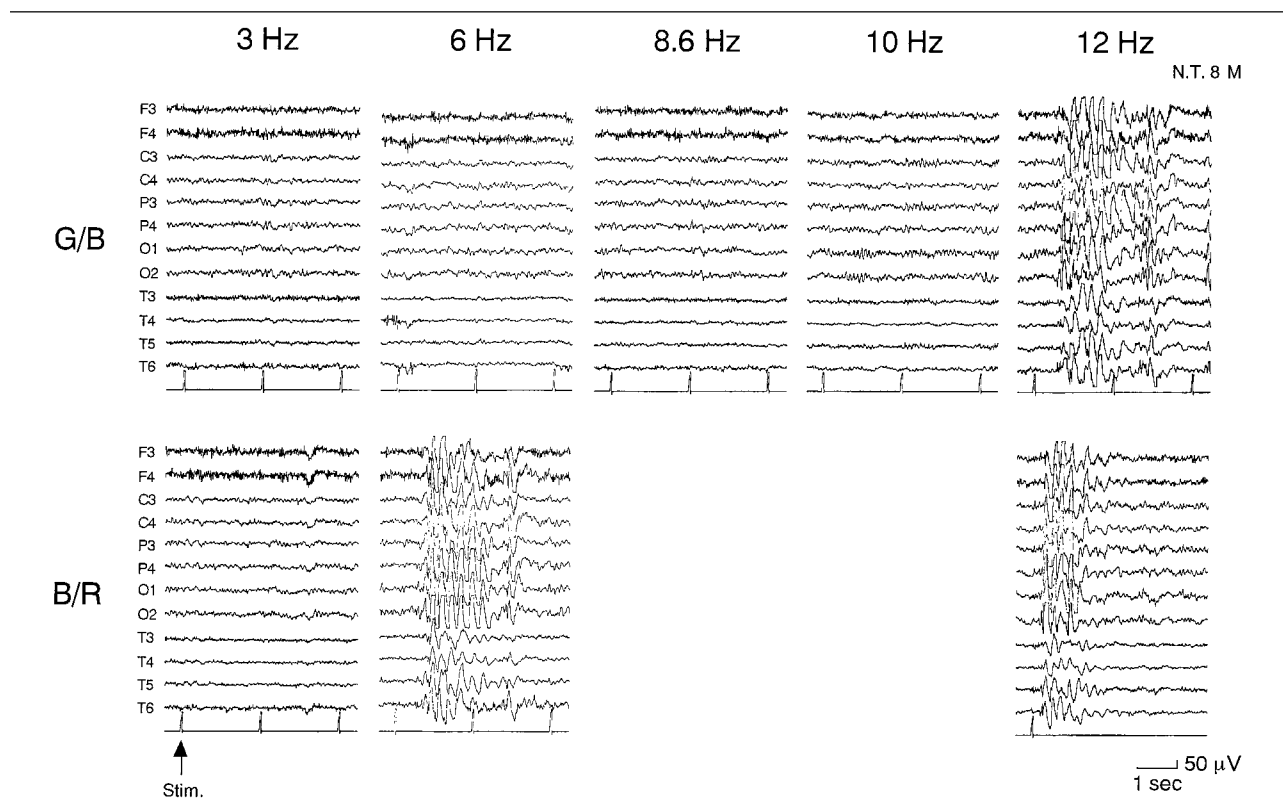 3 Hz 6 Hz 8.6 Hz 10 Hz 12 Hz
N.T. 8 M
F3
F4
C3
C4
P3
P4
G/B
O1
O2
T3
T4
T5
T6
F3
F4
C3
C4
P3
P4
B/R
O1
O2
T3
T4
T5
T6
Stim.
50 μV
1 sec